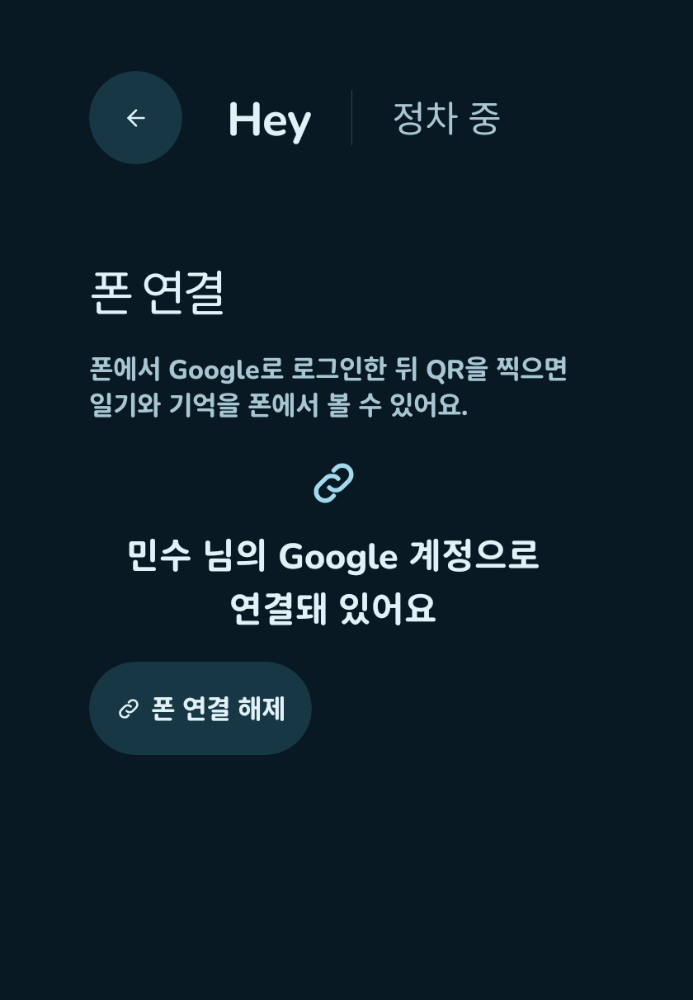 Hey
정차 중
폰 연결
폰에서 Google로 로그인한 뒤 QR을 찍으면
일기와 기억을 폰에서 볼 수 있어요.
민수 님의 Google 계정으로
연결돼 있어요
폰 연결 해제